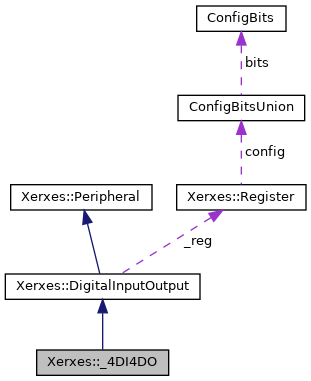 ConfigBits
bits
ConfigBitsUnion
config
Xerxes::Peripheral
Xerxes::Register
_reg
Xerxes::DigitalInputOutput
Xerxes::_4DI4DO